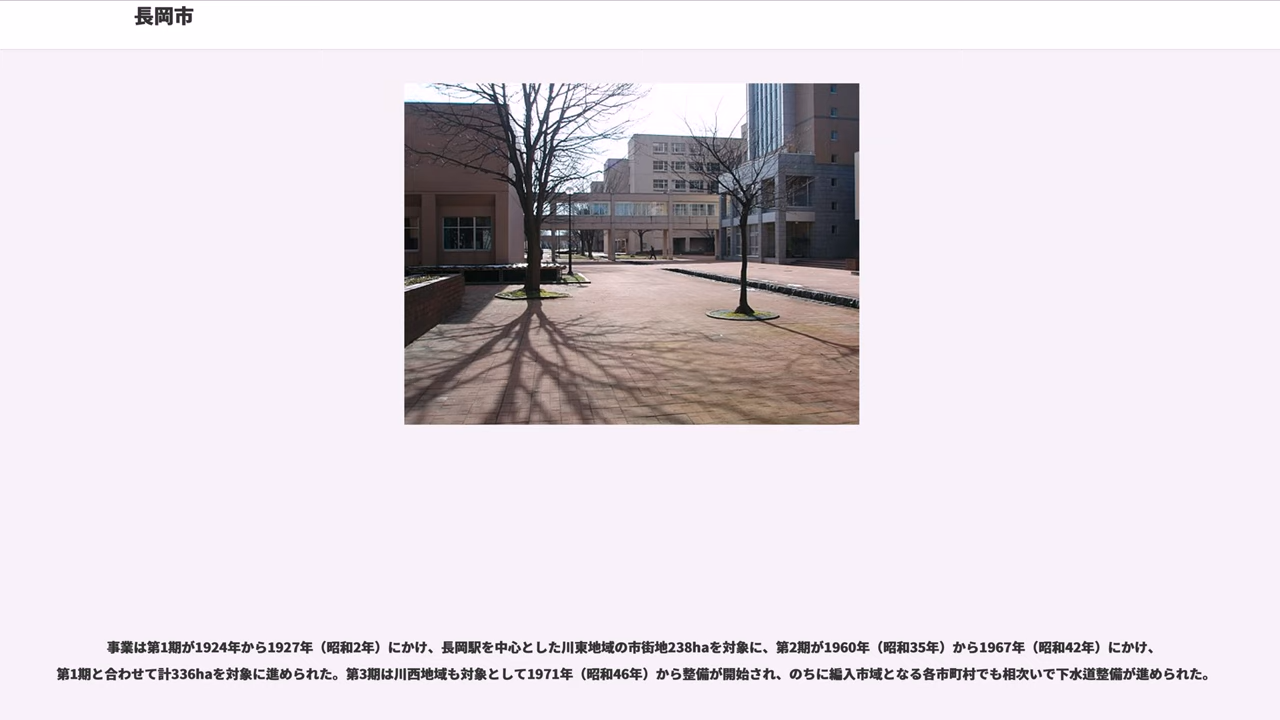 長岡市
事業は第1期が1924年から1927年（昭和2年）にかけ、長岡駅を中心とした川東地域の市街地238haを対象に、第2期が1960年（昭和35年）から1967年（昭和42年）にかけ、
第1期と合わせて計336haを対象に進められた。第3期は川西地域も対象として1971年（昭和46年）から整備が開始され、のちに編入市域となる各市町村でも相次いで下水道整備が進められた。